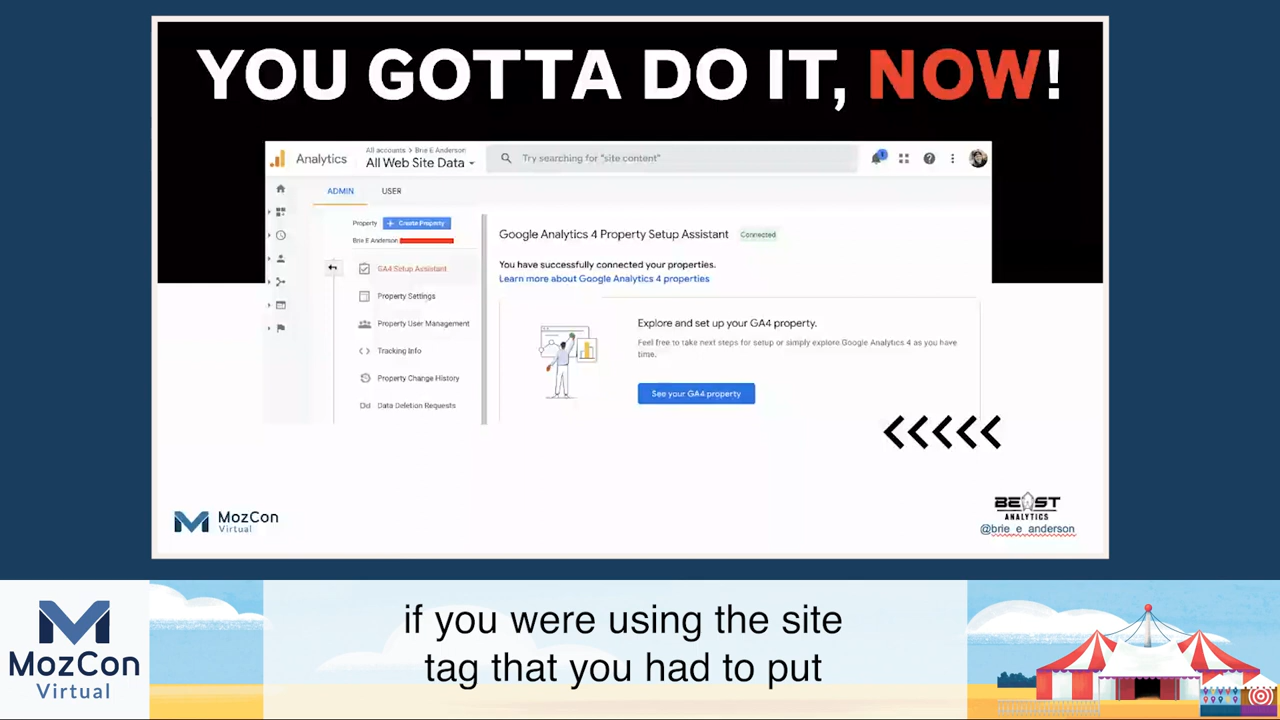 YOU GOTTA DO IT, NOW!
Analytics
All accounts > Brie E Anderson
All Web Site Data
Try searching for "site content"
1
ADMIN
USER
Property
+ Create Property
Brie E Anderson
GA4 Setup Assistant
Property Settings
Property User Management
Tracking Info
Property Change History
Dd Data Deletion Requests
Google Analytics 4 Property Setup Assistant
Connected
You have successfully connected your properties.
Learn more about Google Analytics 4 properties
Explore and set up your GA4 property.
Feel free to take next steps for setup or simply explore Google Analytics 4 as you have
time.
See your GA4 property
MozCon
Virtual
BEAST
ANALYTICS
@brie_e_anderson
MozCon
Virtual
if you were using the site
tag that you had to put